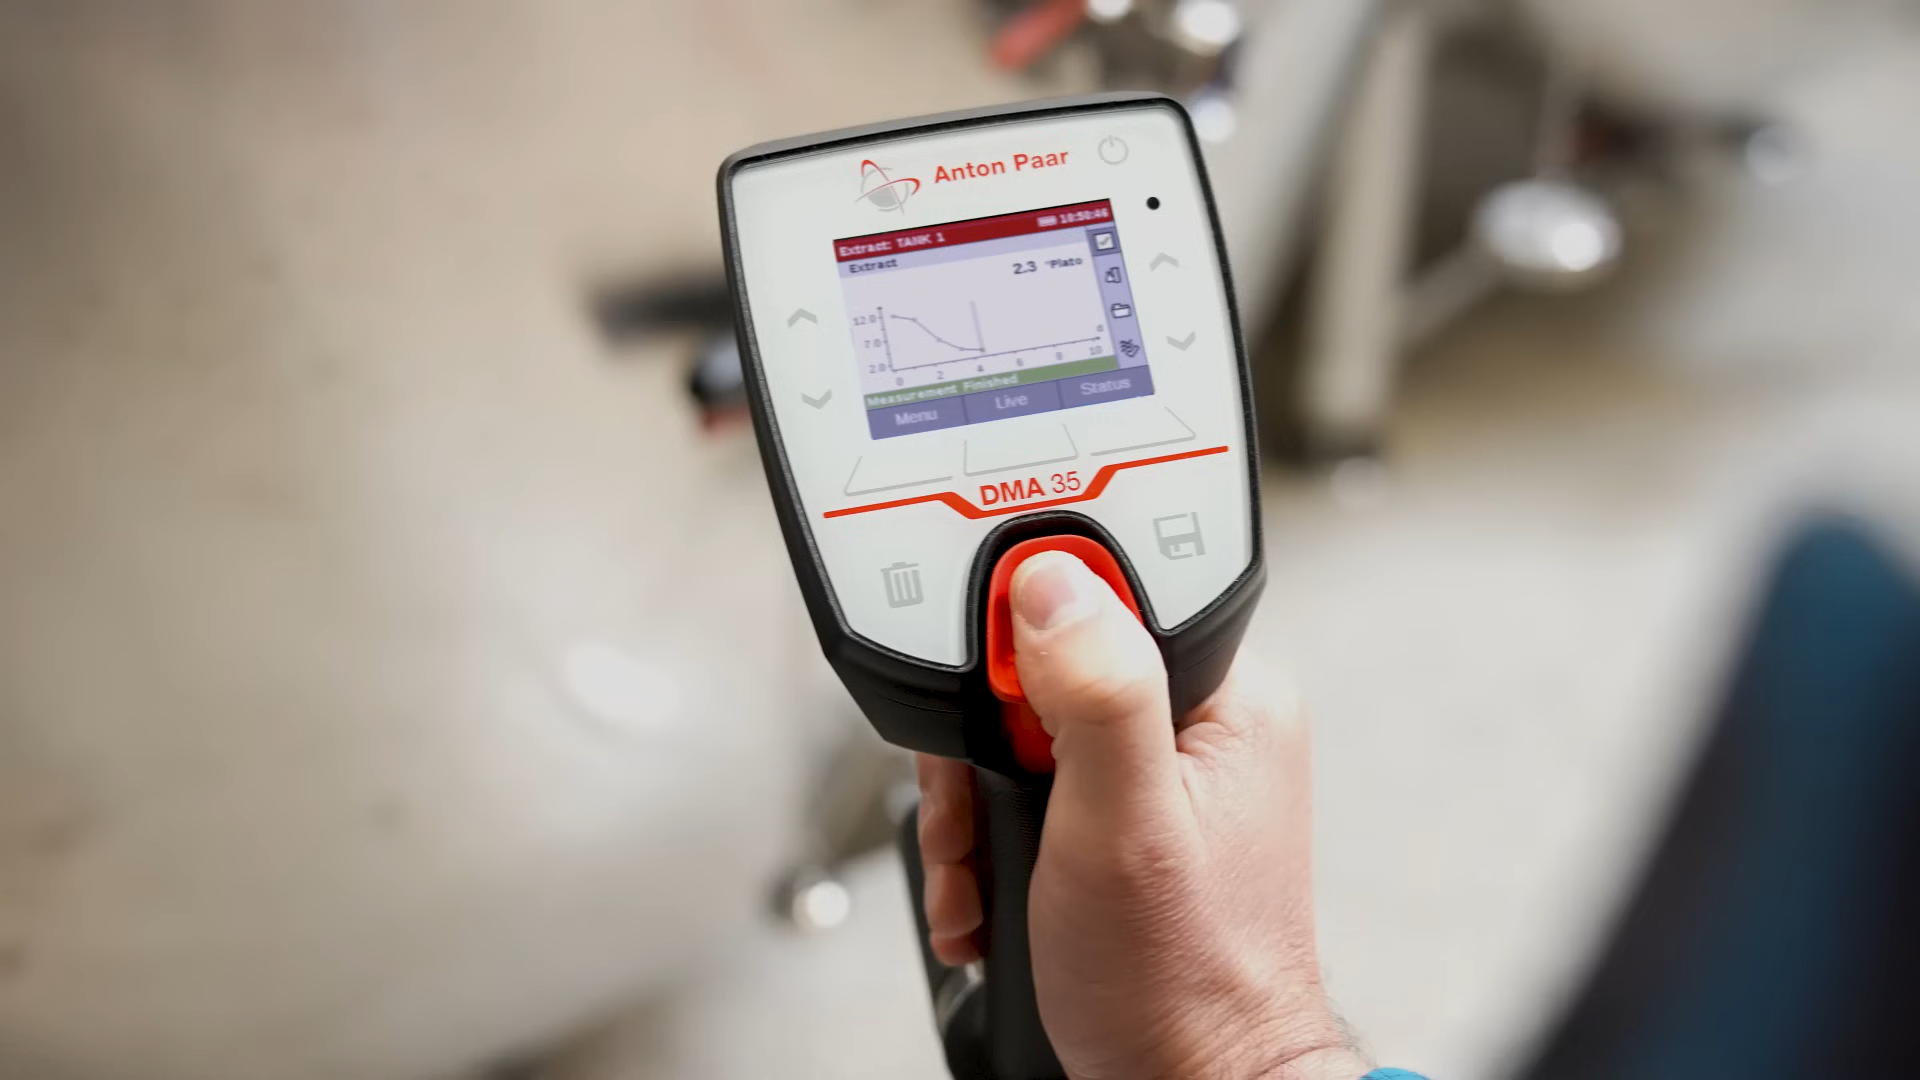 Anton Paar
Extract: TANK 1 10:50:46
Extract
2.3 °Plato
12.0
7.0
2.0
0 2 4 6 8 10 d
Measurement Finished
Menu Live Status
DMA 35